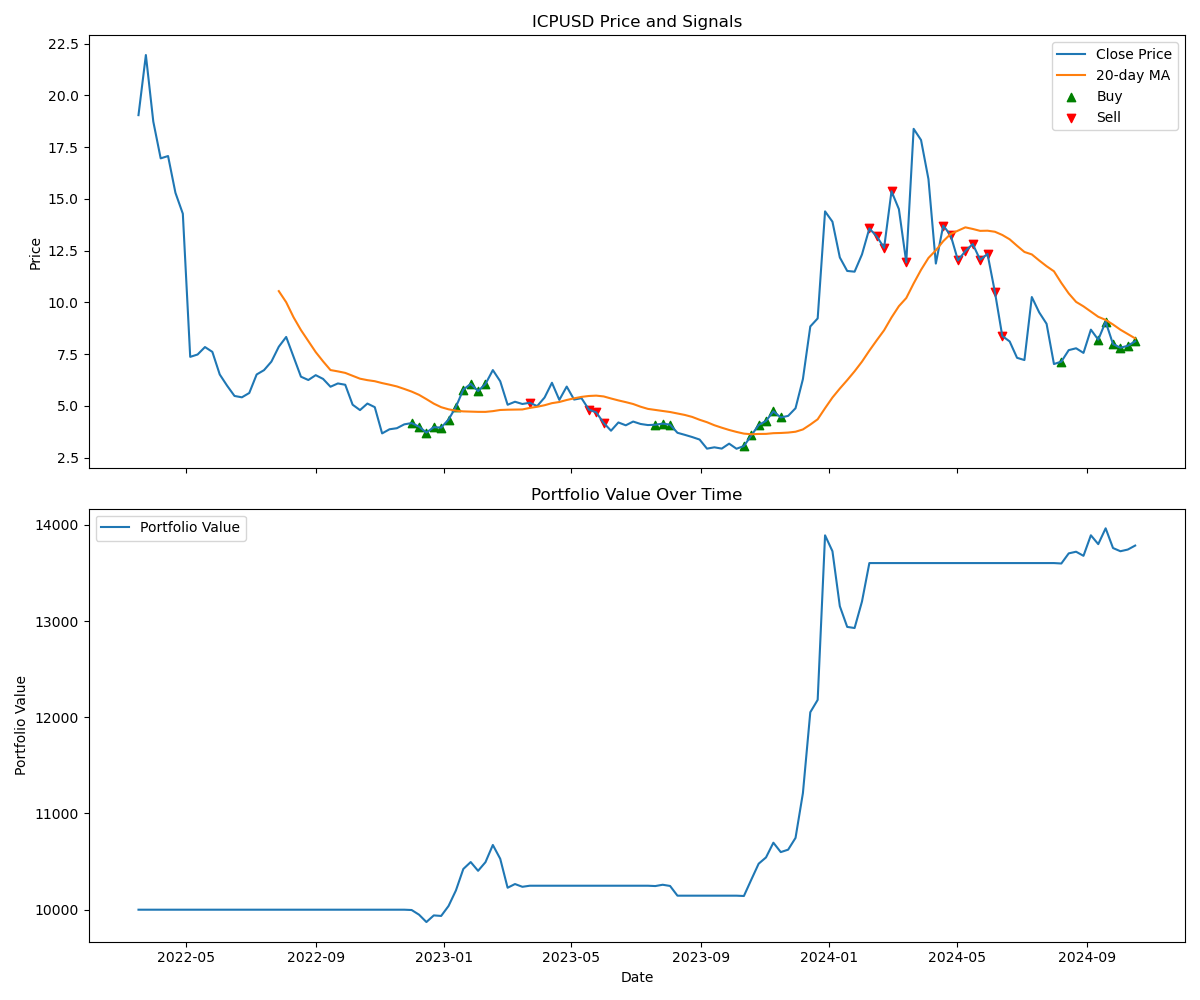 ICPUSD Price and Signals
Price
22.5
20.0
17.5
15.0
12.5
10.0
7.5
5.0
2.5
Close Price
20-day MA
Buy
Sell
Portfolio Value Over Time
Portfolio Value
14000
13000
12000
11000
10000
Portfolio Value
2022-05
2022-09
2023-01
2023-05
2023-09
2024-01
2024-05
2024-09
Date